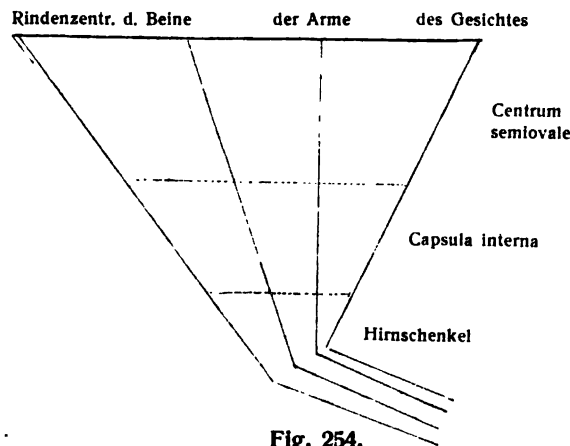 Rindenzentr. d. Beine der Arme des Gesichtes
Centrum
semiovale
Capsula interna
Hirnschenkel
Fig. 254.